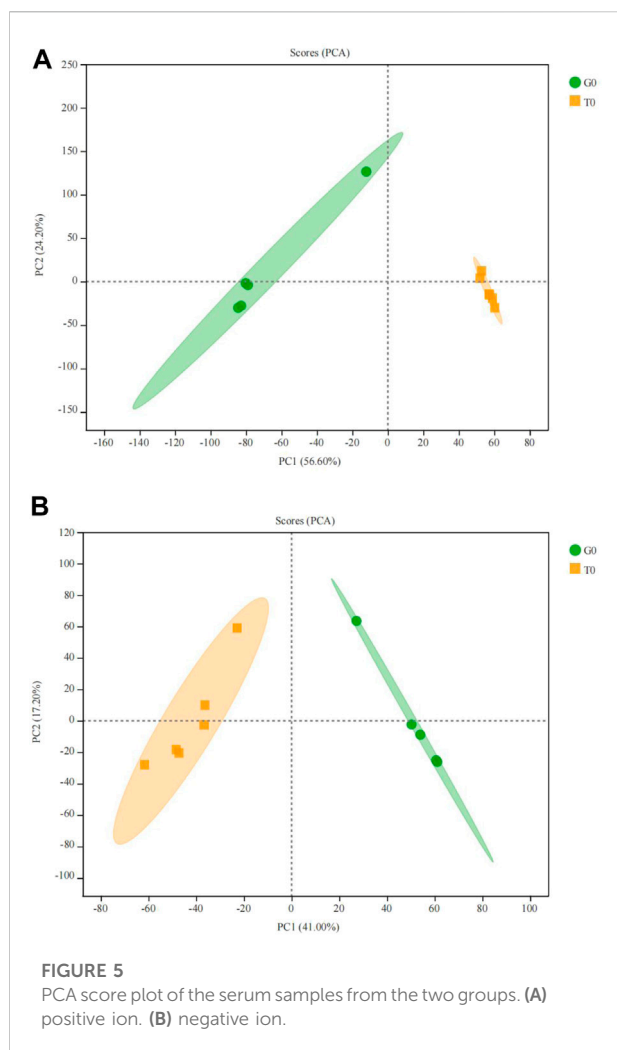 A
Scores (PCA)
G0
T0
250
200
150
100
50
0
-50
-100
-150
PC2 (24.20%)
-160 -140 -120 -100 -80 -60 -40 -20 0 20 40 60 80
PC1 (56.60%)
B
Scores (PCA)
G0
T0
120
100
80
60
40
20
0
-20
-40
-60
-80
-100
PC2 (17.20%)
-80 -60 -40 -20 0 20 40 60 80 100
PC1 (41.00%)
FIGURE 5
PCA score plot of the serum samples from the two groups. (A)
positive ion. (B) negative ion.